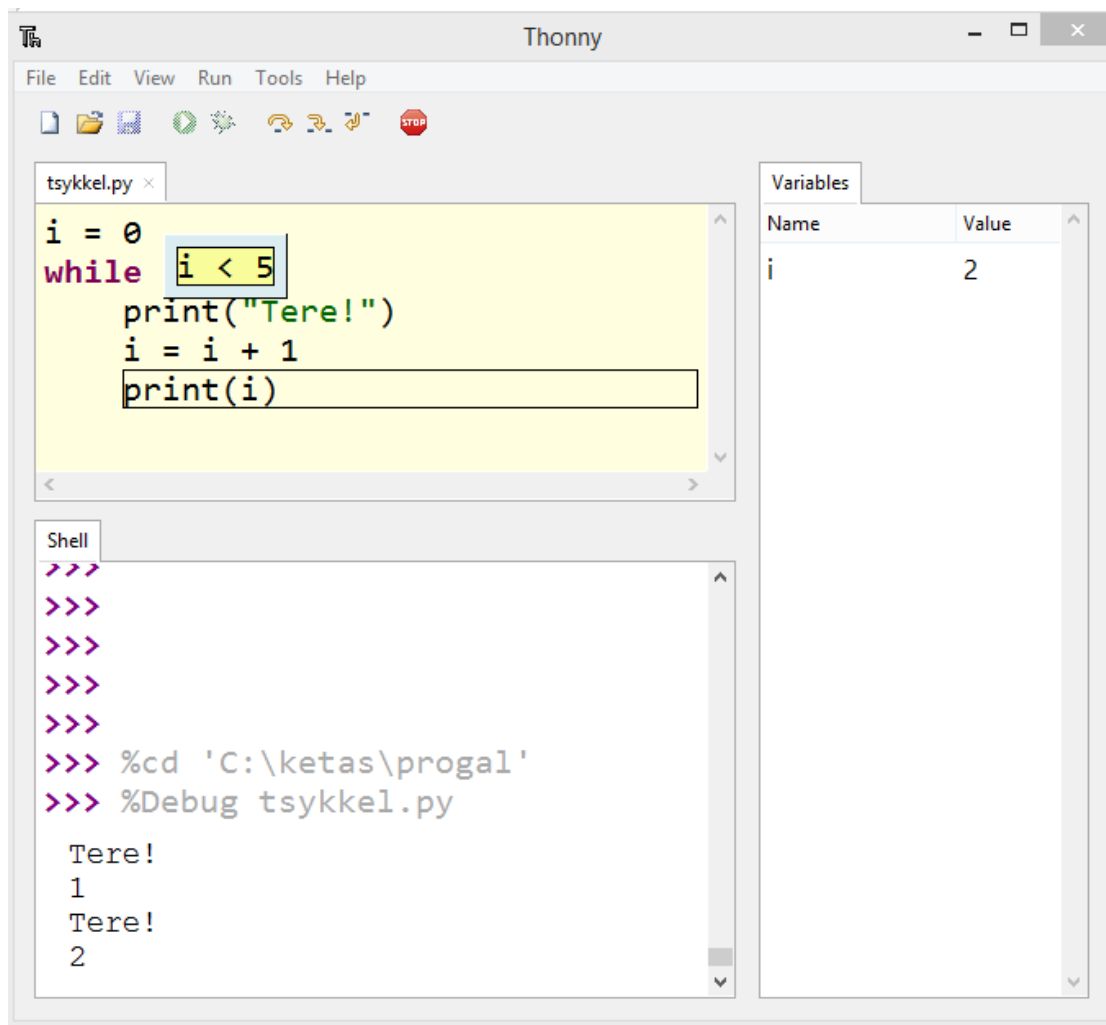 Thonny
File Edit View Run Tools Help
STOP
tsykkel.py
i = 0
while i < 5
print("Tere!")
i = i + 1
print(i)
Variables
Name Value
i 2
Shell
>>>
>>>
>>>
>>>
>>>
>>> %cd 'C:\ketas\progal'
>>> %Debug tsykkel.py
Tere!
1
Tere!
2